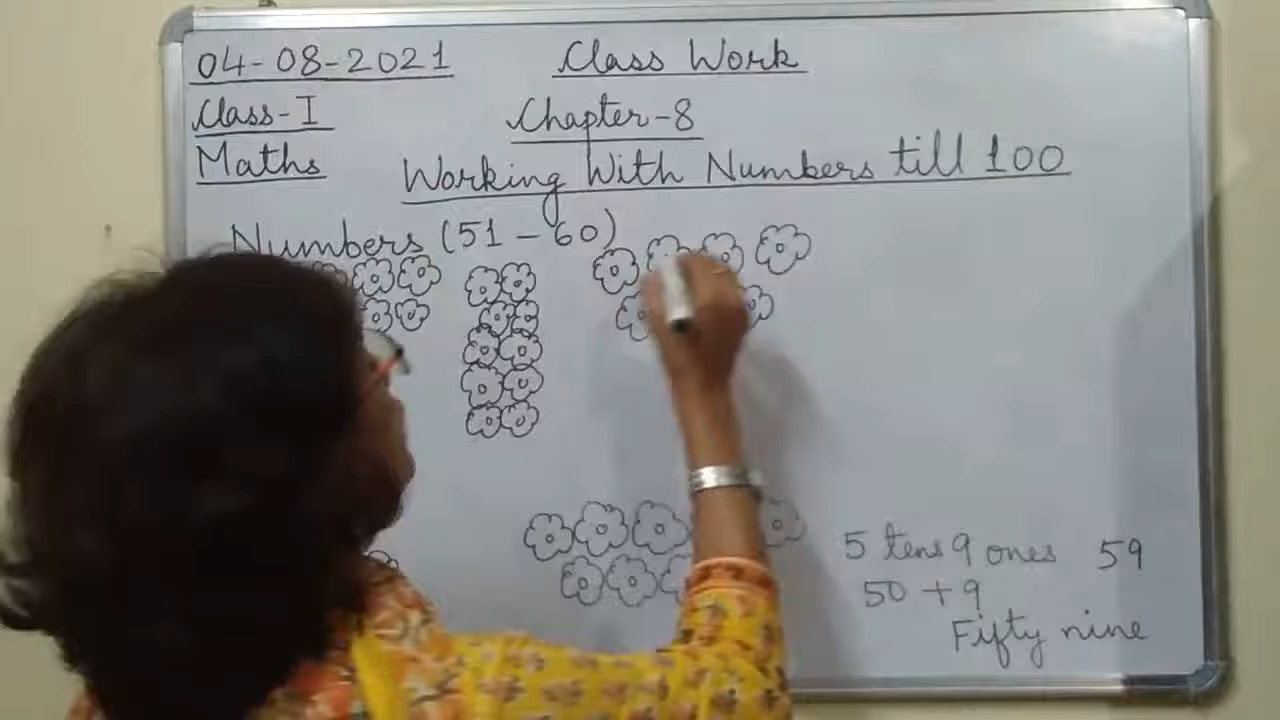 04-08-2021 Class Work
Class-I Chapter-8
Maths Working With Numbers till 100
Numbers (51-60)
5 tens 9 ones 59
50 + 9
Fifty nine